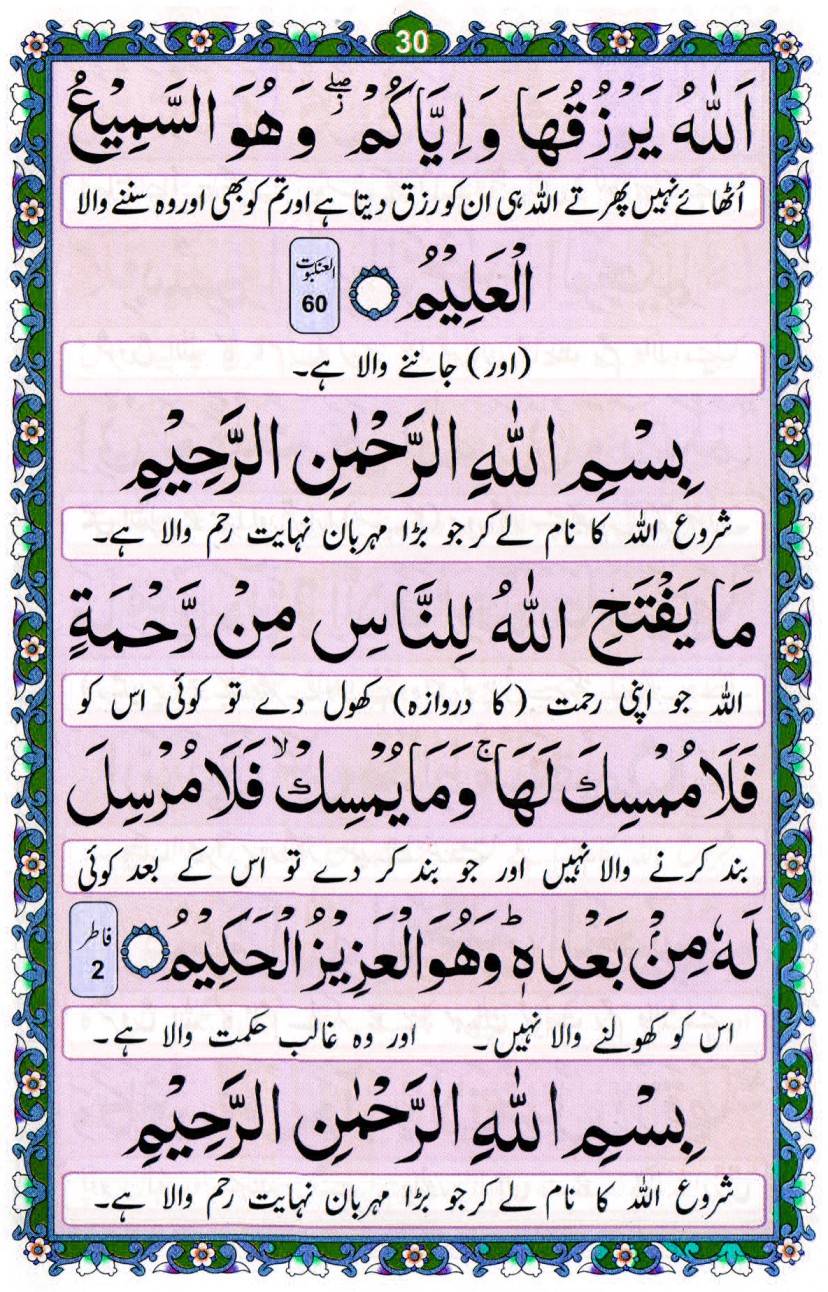 30
اَللّٰهُ يَرْزُقُهَا وَاِيَّاكُمْ ۖ وَهُوَ السَّمِيْعُ
اُٹھائے نہیں پھرتے اللہ ہی ان کو رزق دیتا ہے اور تم کو بھی اور وہ سننے والا
الْعَلِيْمُ ۝ العنکبوت 60
(اور) جاننے والا ہے۔
بِسْمِ اللّٰهِ الرَّحْمٰنِ الرَّحِيْمِ
شروع اللہ کا نام لے کر جو بڑا مہربان نہایت رحم والا ہے۔
مَا يَفْتَحِ اللّٰهُ لِلنَّاسِ مِنْ رَّحْمَةٍ
اللہ جو اپنی رحمت (کا دروازہ) کھول دے تو کوئی اس کو
فَلَا مُمْسِكَ لَهَا ۚ وَمَا يُمْسِكْ ۙ فَلَا مُرْسِلَ
بند کرنے والا نہیں اور جو بند کر دے تو اس کے بعد کوئی
لَهٗ مِنْۢ بَعْدِهٖ ؕ وَهُوَ الْعَزِيْزُ الْحَكِيْمُ ۝ فاطر 2
اس کو کھولنے والا نہیں۔ اور وہ غالب حکمت والا ہے۔
بِسْمِ اللّٰهِ الرَّحْمٰنِ الرَّحِيْمِ
شروع اللہ کا نام لے کر جو بڑا مہربان نہایت رحم والا ہے۔